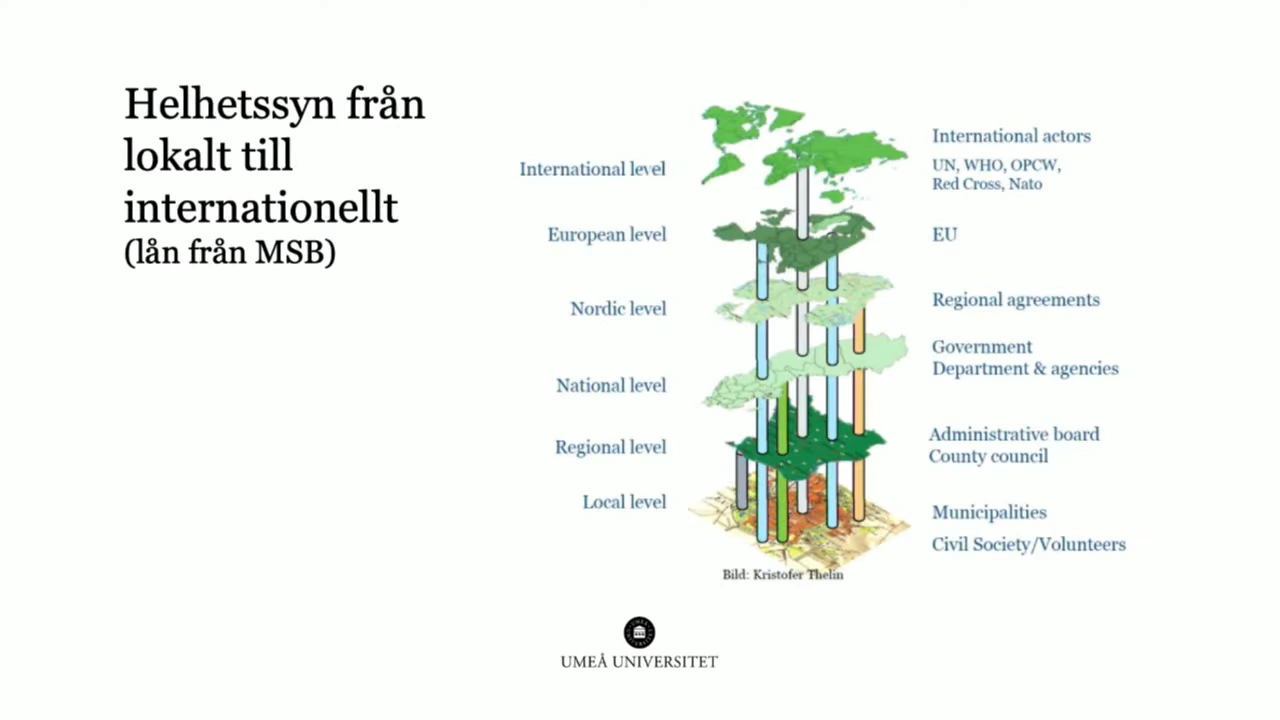 Helhetssyn från
lokalt till
internationellt
(lån från MSB)
International level
European level
Nordic level
National level
Regional level
Local level
International actors
UN, WHO, OPCW,
Red Cross, Nato
EU
Regional agreements
Government
Department & agencies
Administrative board
County council
Municipalities
Civil Society/Volunteers
Bild: Kristofer Thelin
UMEÅ UNIVERSITET